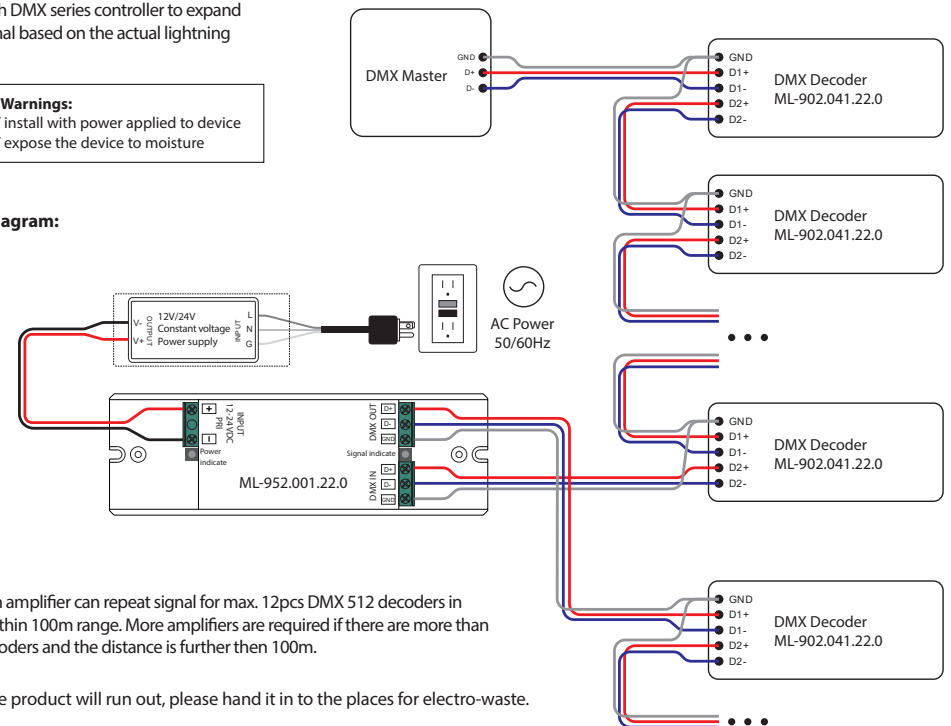 h DMX series controller to expand
nal based on the actual lightning
Warnings:
install with power applied to device
expose the device to moisture
agram:
DMX Master
GND
D+
D-
GND
D1+
D1-
D2+
D2-
DMX Decoder
ML-902.041.22.0
GND
D1+
D1-
D2+
D2-
DMX Decoder
ML-902.041.22.0
V-
V+
OUTPUT
12V/24V
Constant voltage
Power supply
INPUT
L
N
G
AC Power
50/60Hz
+
-
INPUT
12-24VDC
PRI
Power
indicate
ML-952.001.22.0
DMX OUT
D+
D-
GND
Signal indicate
DMX IN
D+
D-
GND
GND
D1+
D1-
D2+
D2-
DMX Decoder
ML-902.041.22.0
GND
D1+
D1-
D2+
D2-
DMX Decoder
ML-902.041.22.0
n amplifier can repeat signal for max. 12pcs DMX 512 decoders in
thin 100m range. More amplifiers are required if there are more than
oders and the distance is further then 100m.
e product will run out, please hand it in to the places for electro-waste.